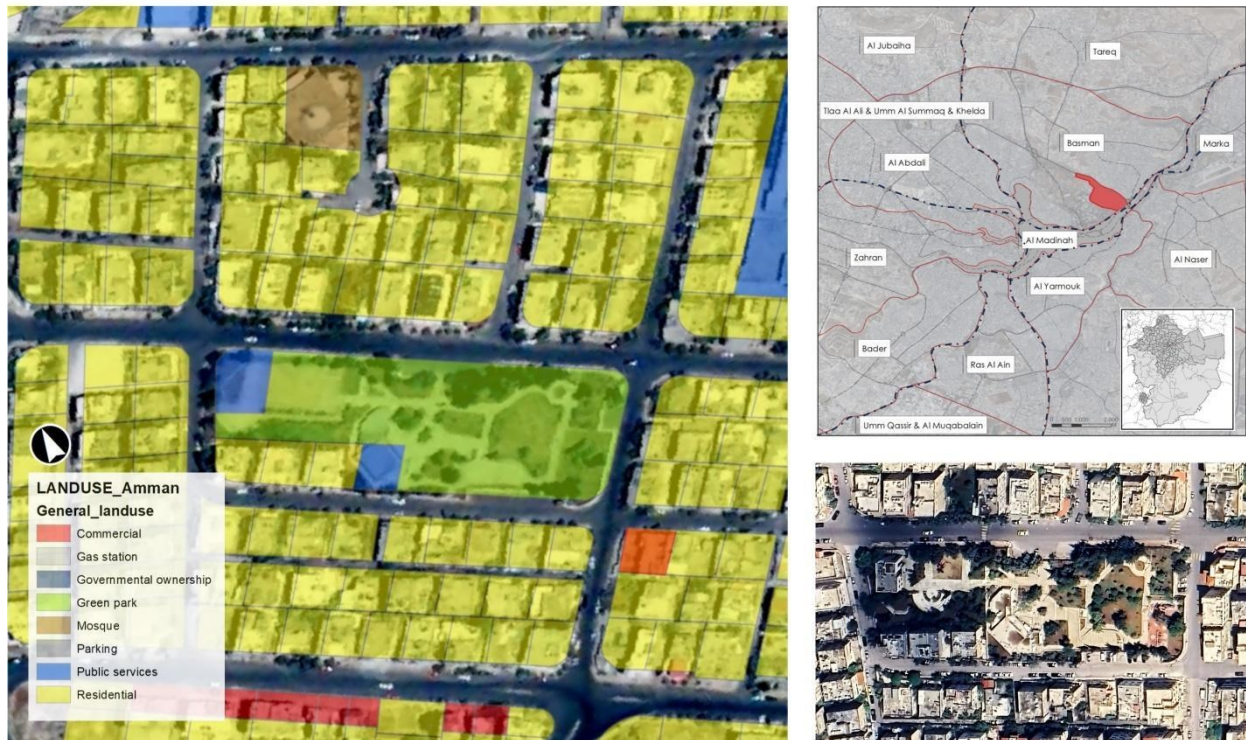 LANDUSE_Amman
General_landuse
Commercial
Gas station
Governmental ownership
Green park
Mosque
Parking
Public services
Residential
Al Jubaiha
Tareq
Tlaa Al Ali & Umm Al Summaq & Khelda
Basman
Marka
Al Abdali
Al Madinah
Zahran
Al Naser
Al Yarmouk
Bader
Ras Al Ain
Umm Qassir & Al Muqabalain